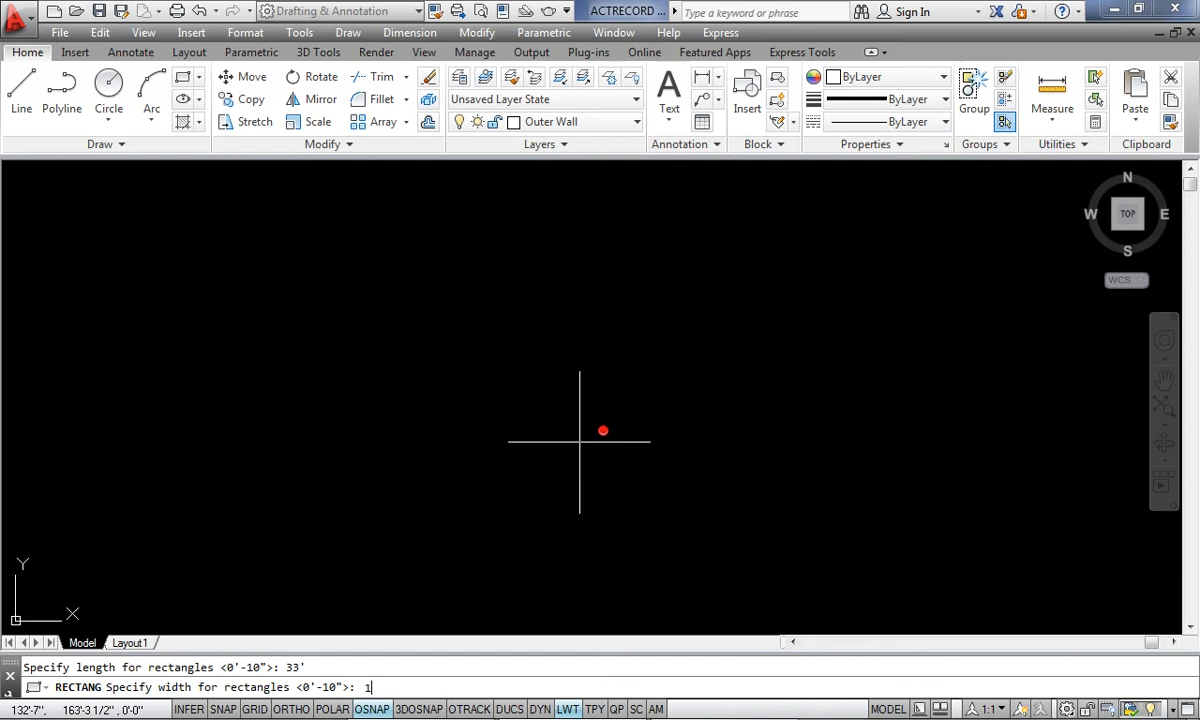 Drafting & Annotation ACTRECORD ... Type a keyword or phrase Sign In
File Edit View Insert Format Tools Draw Dimension Modify Parametric Window Help Express
Home Insert Annotate Layout Parametric 3D Tools Render View Manage Output Plug-ins Online Featured Apps Express Tools
Line Polyline Circle Arc
Move Rotate Trim
Copy Mirror Fillet
Stretch Scale Array
Unsaved Layer State
Outer Wall
Text Insert
ByLayer
ByLayer
ByLayer
Group Measure Paste
Draw Modify Layers Annotation Block Properties Groups Utilities Clipboard
N
W TOP E
S
WCS
Y
X
Model Layout1
Specify length for rectangles <0'-10">: 33'
RECTANG Specify width for rectangles <0'-10">: 1
132'-7", 163'-3 1/2", 0'-0" INFER SNAP GRID ORTHO POLAR OSNAP 3DOSNAP OTRACK DUCS DYN LWT TPY QP SC AM MODEL 1:1